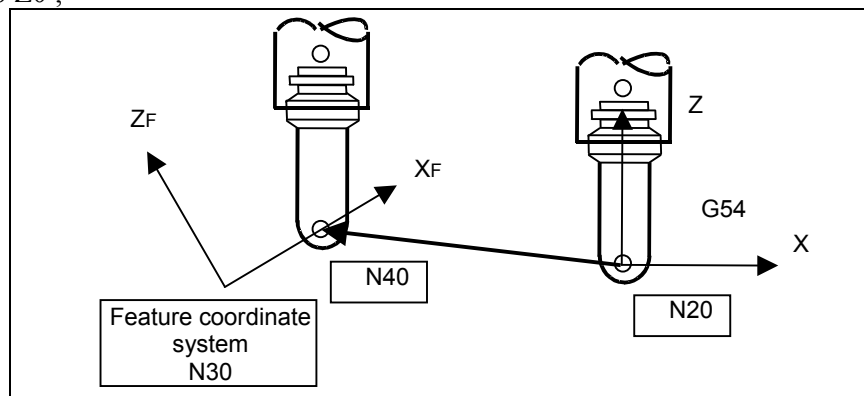 Z
ZF
XF
G54
X
N40
N20
Feature coordinate
system
N30